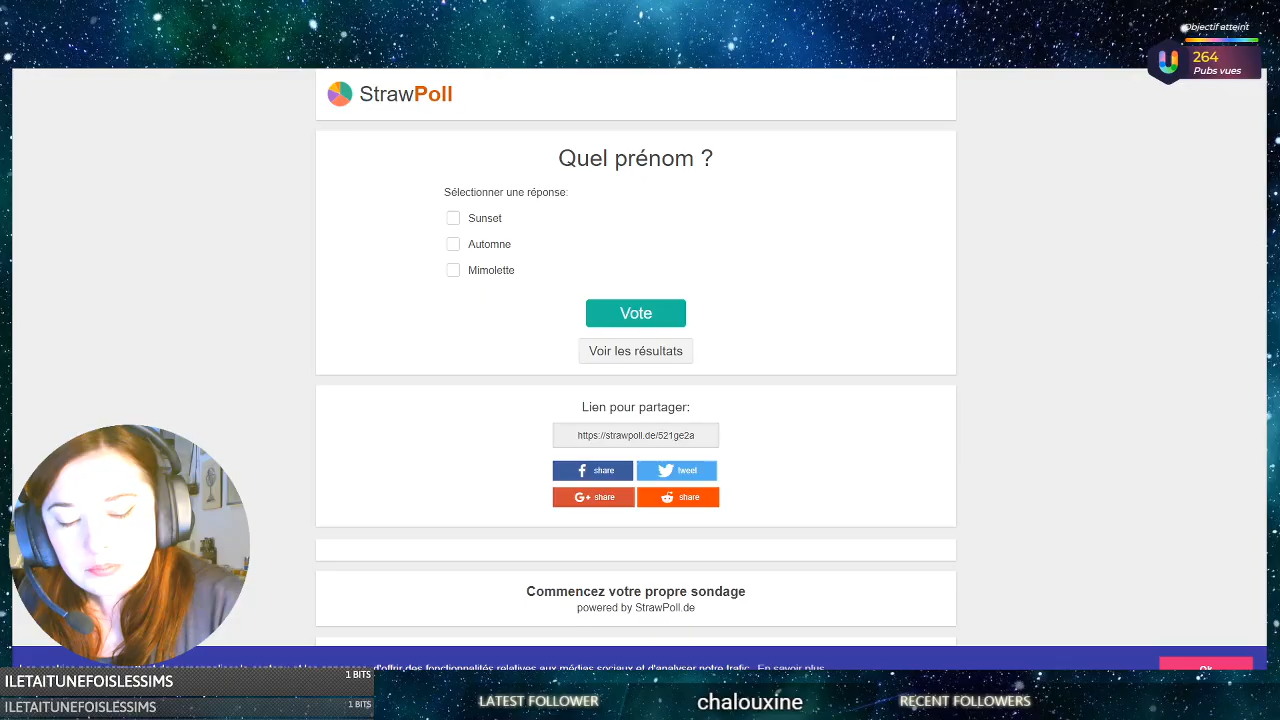 Objectif atteint
264
Pubs vues
StrawPoll
Quel prénom ?
Sélectionner une réponse:
Sunset
Automne
Mimolette
Vote
Voir les résultats
Lien pour partager:
https://strawpoll.de/521ge2a
share
tweet
G+ share
share
Commencez votre propre sondage
powered by StrawPoll.de
d'offrir des fonctionnalités relatives aux médias sociaux et d'analyser notre trafic. En savoir plus
Ok
ILETAITUNEFOISLESSIMS 1 BITS
ILETAITUNEFOISLESSIMS 1 BITS
LATEST FOLLOWER
chalouxine
RECENT FOLLOWERS